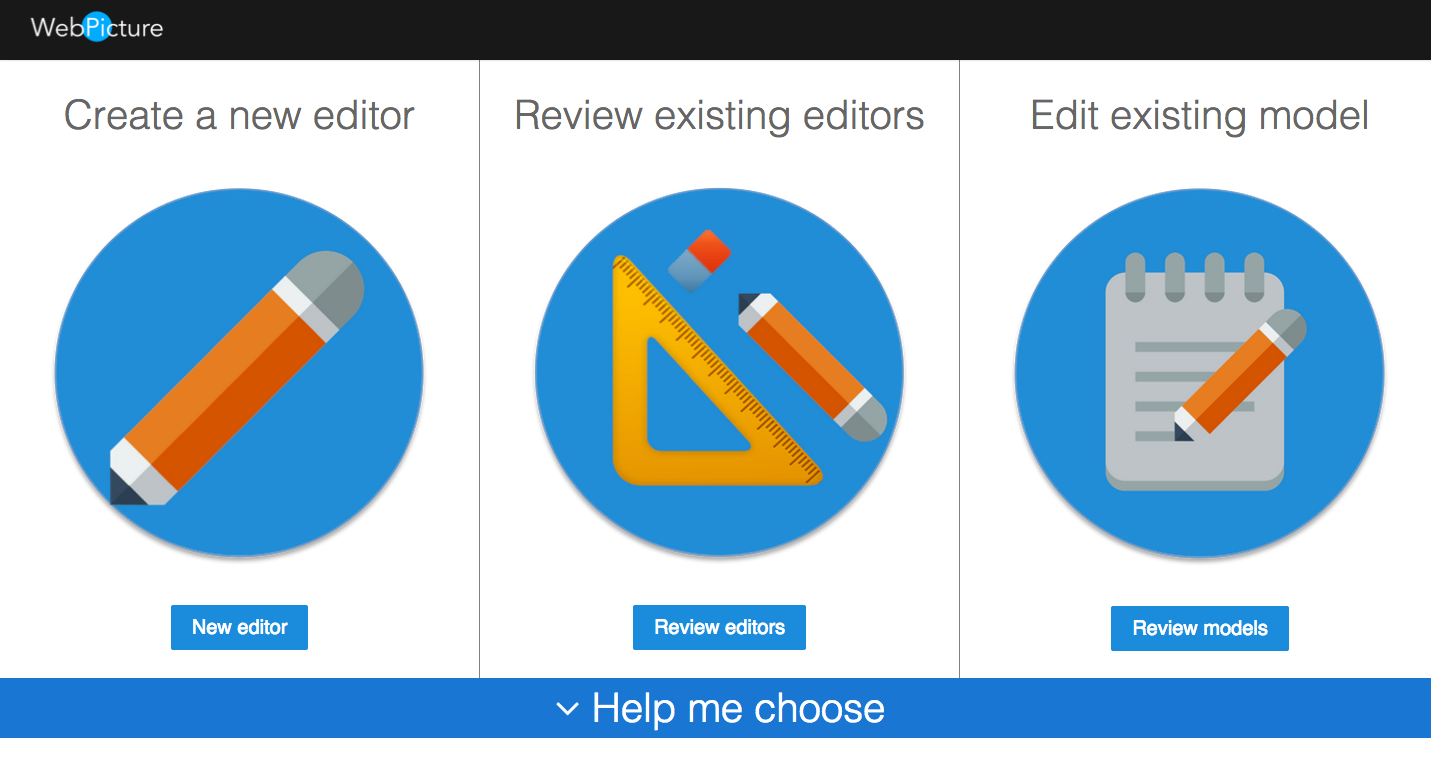 WebPicture
Create a new editor
Review existing editors
Edit existing model
New editor
Review editors
Review models
Help me choose